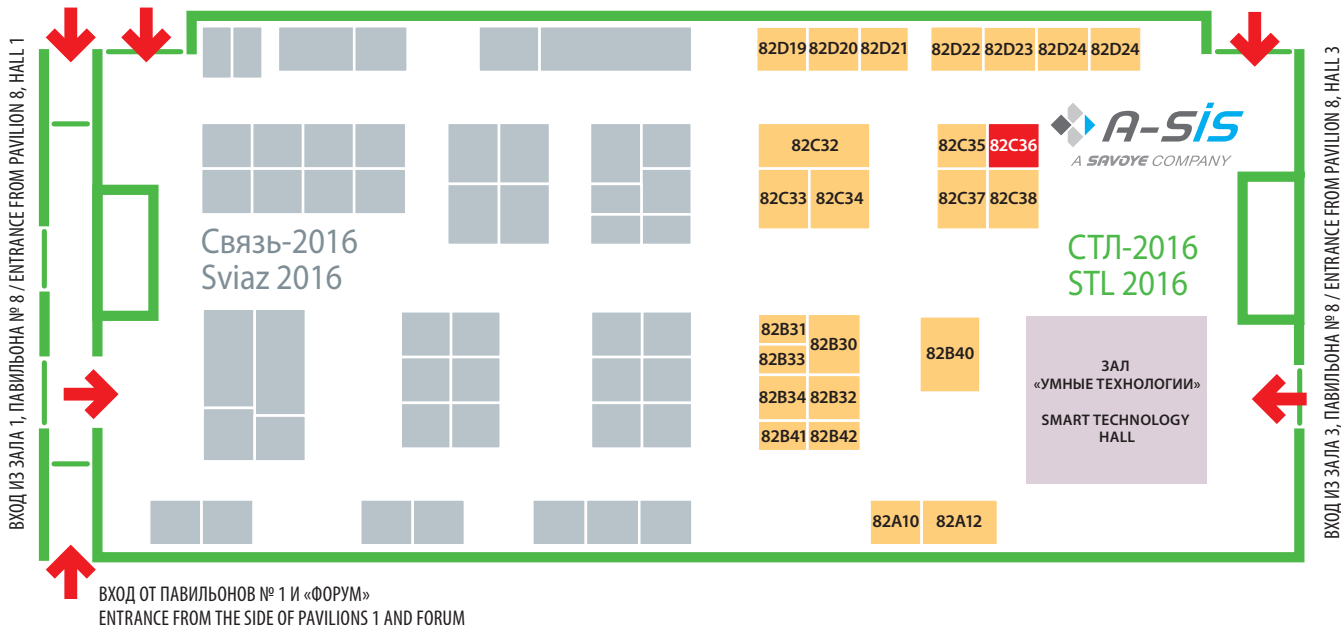 82D19 82D20 82D21 82D22 82D23 82D24 82D24
A-SiS
A SAVOYE COMPANY
82C32 82C35 82C36
82C33 82C34 82C37 82C38
Связь-2016
Sviaz 2016
СТЛ-2016
STL 2016
82B31 82B30
82B33
82B34 82B32
82B41 82B42
82B40
ЗАЛ
«УМНЫЕ ТЕХНОЛОГИИ»
SMART TECHNOLOGY
HALL
82A10 82A12
ВХОД ИЗ ЗАЛА 1, ПАВИЛЬОНА № 8 / ENTRANCE FROM PAVILION 8, HALL 1
ВХОД ИЗ ЗАЛА 3, ПАВИЛЬОНА № 8 / ENTRANCE FROM PAVILION 8, HALL 3
ВХОД ОТ ПАВИЛЬОНОВ № 1 И «ФОРУМ»
ENTRANCE FROM THE SIDE OF PAVILIONS 1 AND FORUM